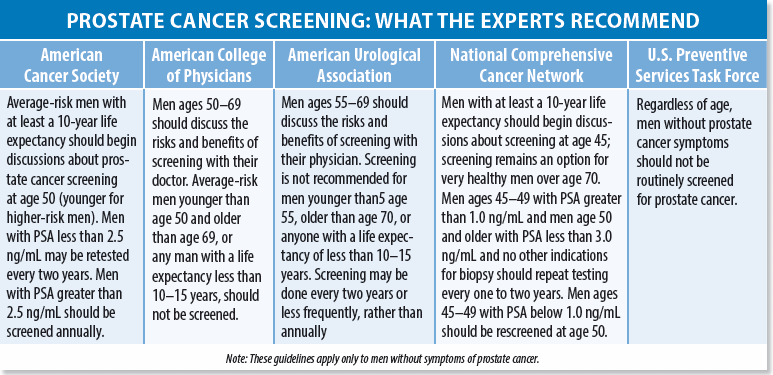 PROSTATE CANCER SCREENING: WHAT THE EXPERTS RECOMMEND
American
Cancer Society
Average-risk men with
at least a 10-year life
expectancy should begin
discussions about pros-
tate cancer screening
at age 50 (younger for
higher-risk men). Men
with PSA less than 2.5
ng/mL may be retested
every two years. Men
with PSA greater than
2.5 ng/mL should be
screened annually.
American College
of Physicians
Men ages 50–69
should discuss the
risks and benefits of
screening with their
doctor. Average-risk
men younger than
age 50 and older
than age 69, or
any man with a life
expectancy less than
10–15 years, should
not be screened.
American Urological
Association
Men ages 55–69 should
discuss the risks and
benefits of screening with
their physician. Screening
is not recommended for
men younger than5 age
55, older than age 70, or
anyone with a life expec-
tancy of less than 10–15
years. Screening may be
done every two years or
less frequently, rather than
annually
National Comprehensive
Cancer Network
Men with at least a 10-year life
expectancy should begin discus-
sions about screening at age 45;
screening remains an option for
very healthy men over age 70.
Men ages 45–49 with PSA greater
than 1.0 ng/mL and men age 50
and older with PSA less than 3.0
ng/mL and no other indications
for biopsy should repeat testing
every one to two years. Men ages
45–49 with PSA below 1.0 ng/mL
should be rescreened at age 50.
U.S. Preventive
Services Task Force
Regardless of age,
men without prostate
cancer symptoms
should not be
routinely screened
for prostate cancer.
Note: These guidelines apply only to men without symptoms of prostate cancer.